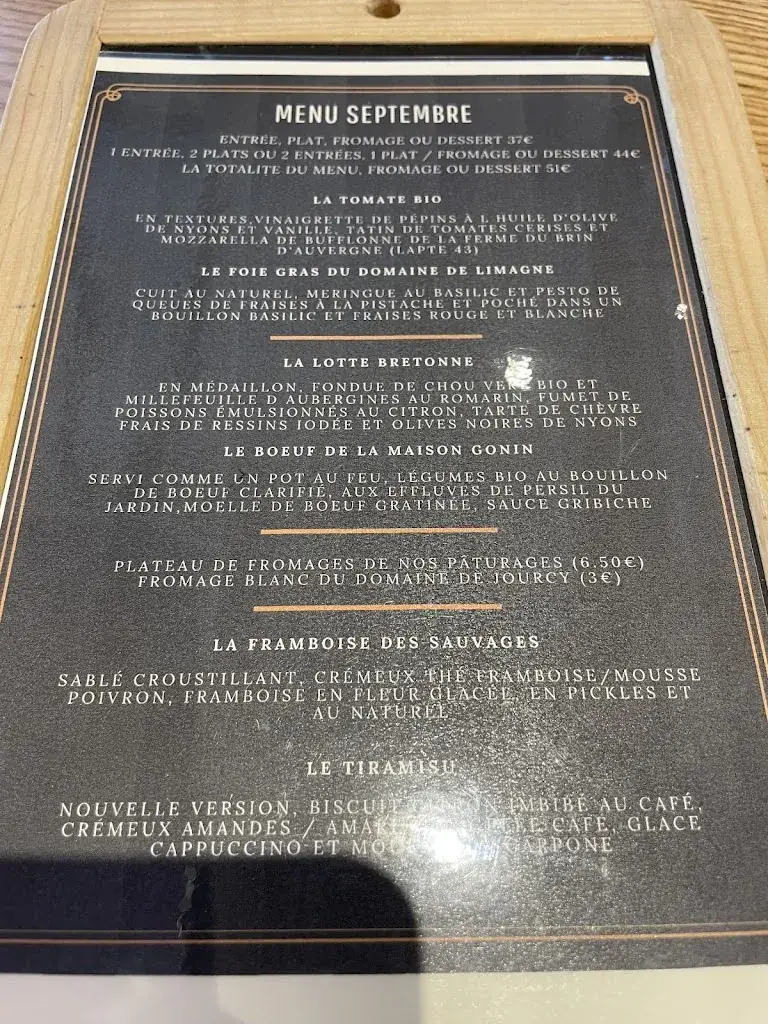 MENU SEPTEMBRE
ENTRÉE, PLAT, FROMAGE OU DESSERT 37€
1 ENTRÉE, 2 PLATS OU 2 ENTRÉES, 1 PLAT / FROMAGE OU DESSERT 44€
LA TOTALITE DU MENU, FROMAGE OU DESSERT 51€
LA TOMATE BIO
EN TEXTURES,VINAIGRETTE DE PÉPINS À L HUILE D'OLIVE
DE NYONS ET VANILLE, TATIN DE TOMATES CERISES ET
MOZZARELLA DE BUFFLONNE DE LA FERME DU BRIN
D'AUVERGNE (LAPTE 43)
LE FOIE GRAS DU DOMAINE DE LIMAGNE
CUIT AU NATUREL, MERINGUE AU BASILIC ET PESTO DE
QUEUES DE FRAISES À LA PISTACHE ET POCHÉ DANS UN
BOUILLON BASILIC ET FRAISES ROUGE ET BLANCHE
LA LOTTE BRETONNE
EN MÉDAILLON, FONDUE DE CHOU VERT BIO ET
MILLEFEUILLE D AUBERGINES AU ROMARIN, FUMET DE
POISSONS ÉMULSIONNÉS AU CITRON, TARTE DE CHÈVRE
FRAIS DE RESSINS IODÉE ET OLIVES NOIRES DE NYONS
LE BOEUF DE LA MAISON GONIN
SERVI COMME UN POT AU FEU, LÉGUMES BIO AU BOUILLON
DE BOEUF CLARIFIÉ, AUX EFFLUVES DE PERSIL DU
JARDIN,MOELLE DE BOEUF GRATINÉE, SAUCE GRIBICHE
PLATEAU DE FROMAGES DE NOS PÂTURAGES (6.50€)
FROMAGE BLANC DU DOMAINE DE JOURCY (3€)
LA FRAMBOISE DES SAUVAGES
SABLÉ CROUSTILLANT, CRÉMEUX THÉ FRAMBOISE/MOUSSE
POIVRON, FRAMBOISE EN FLEUR GLACÉE, EN PICKLES ET
AU NATUREL
LE TIRAMISU
NOUVELLE VERSION, BISCUIT IMBIBÉ AU CAFÉ,
CRÉMEUX AMANDES / CAFÉ, GLACE
CAPPUCCINO ET